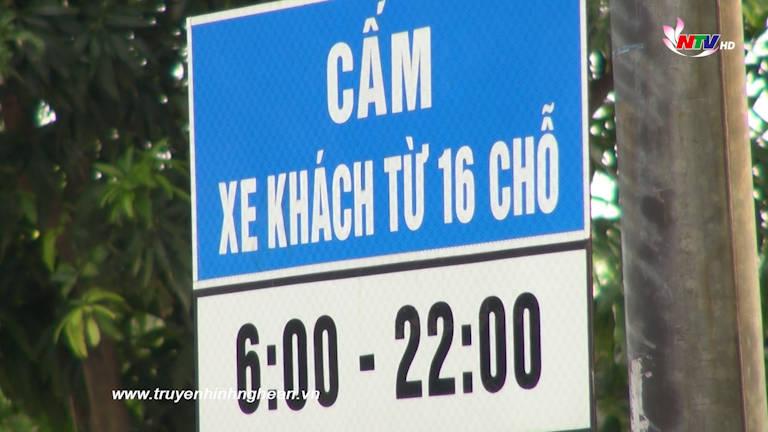 NTV HD
CẤM
XE KHÁCH TỪ 16 CHỖ
6:00 - 22:00
www.truyenhinhnghean.vn